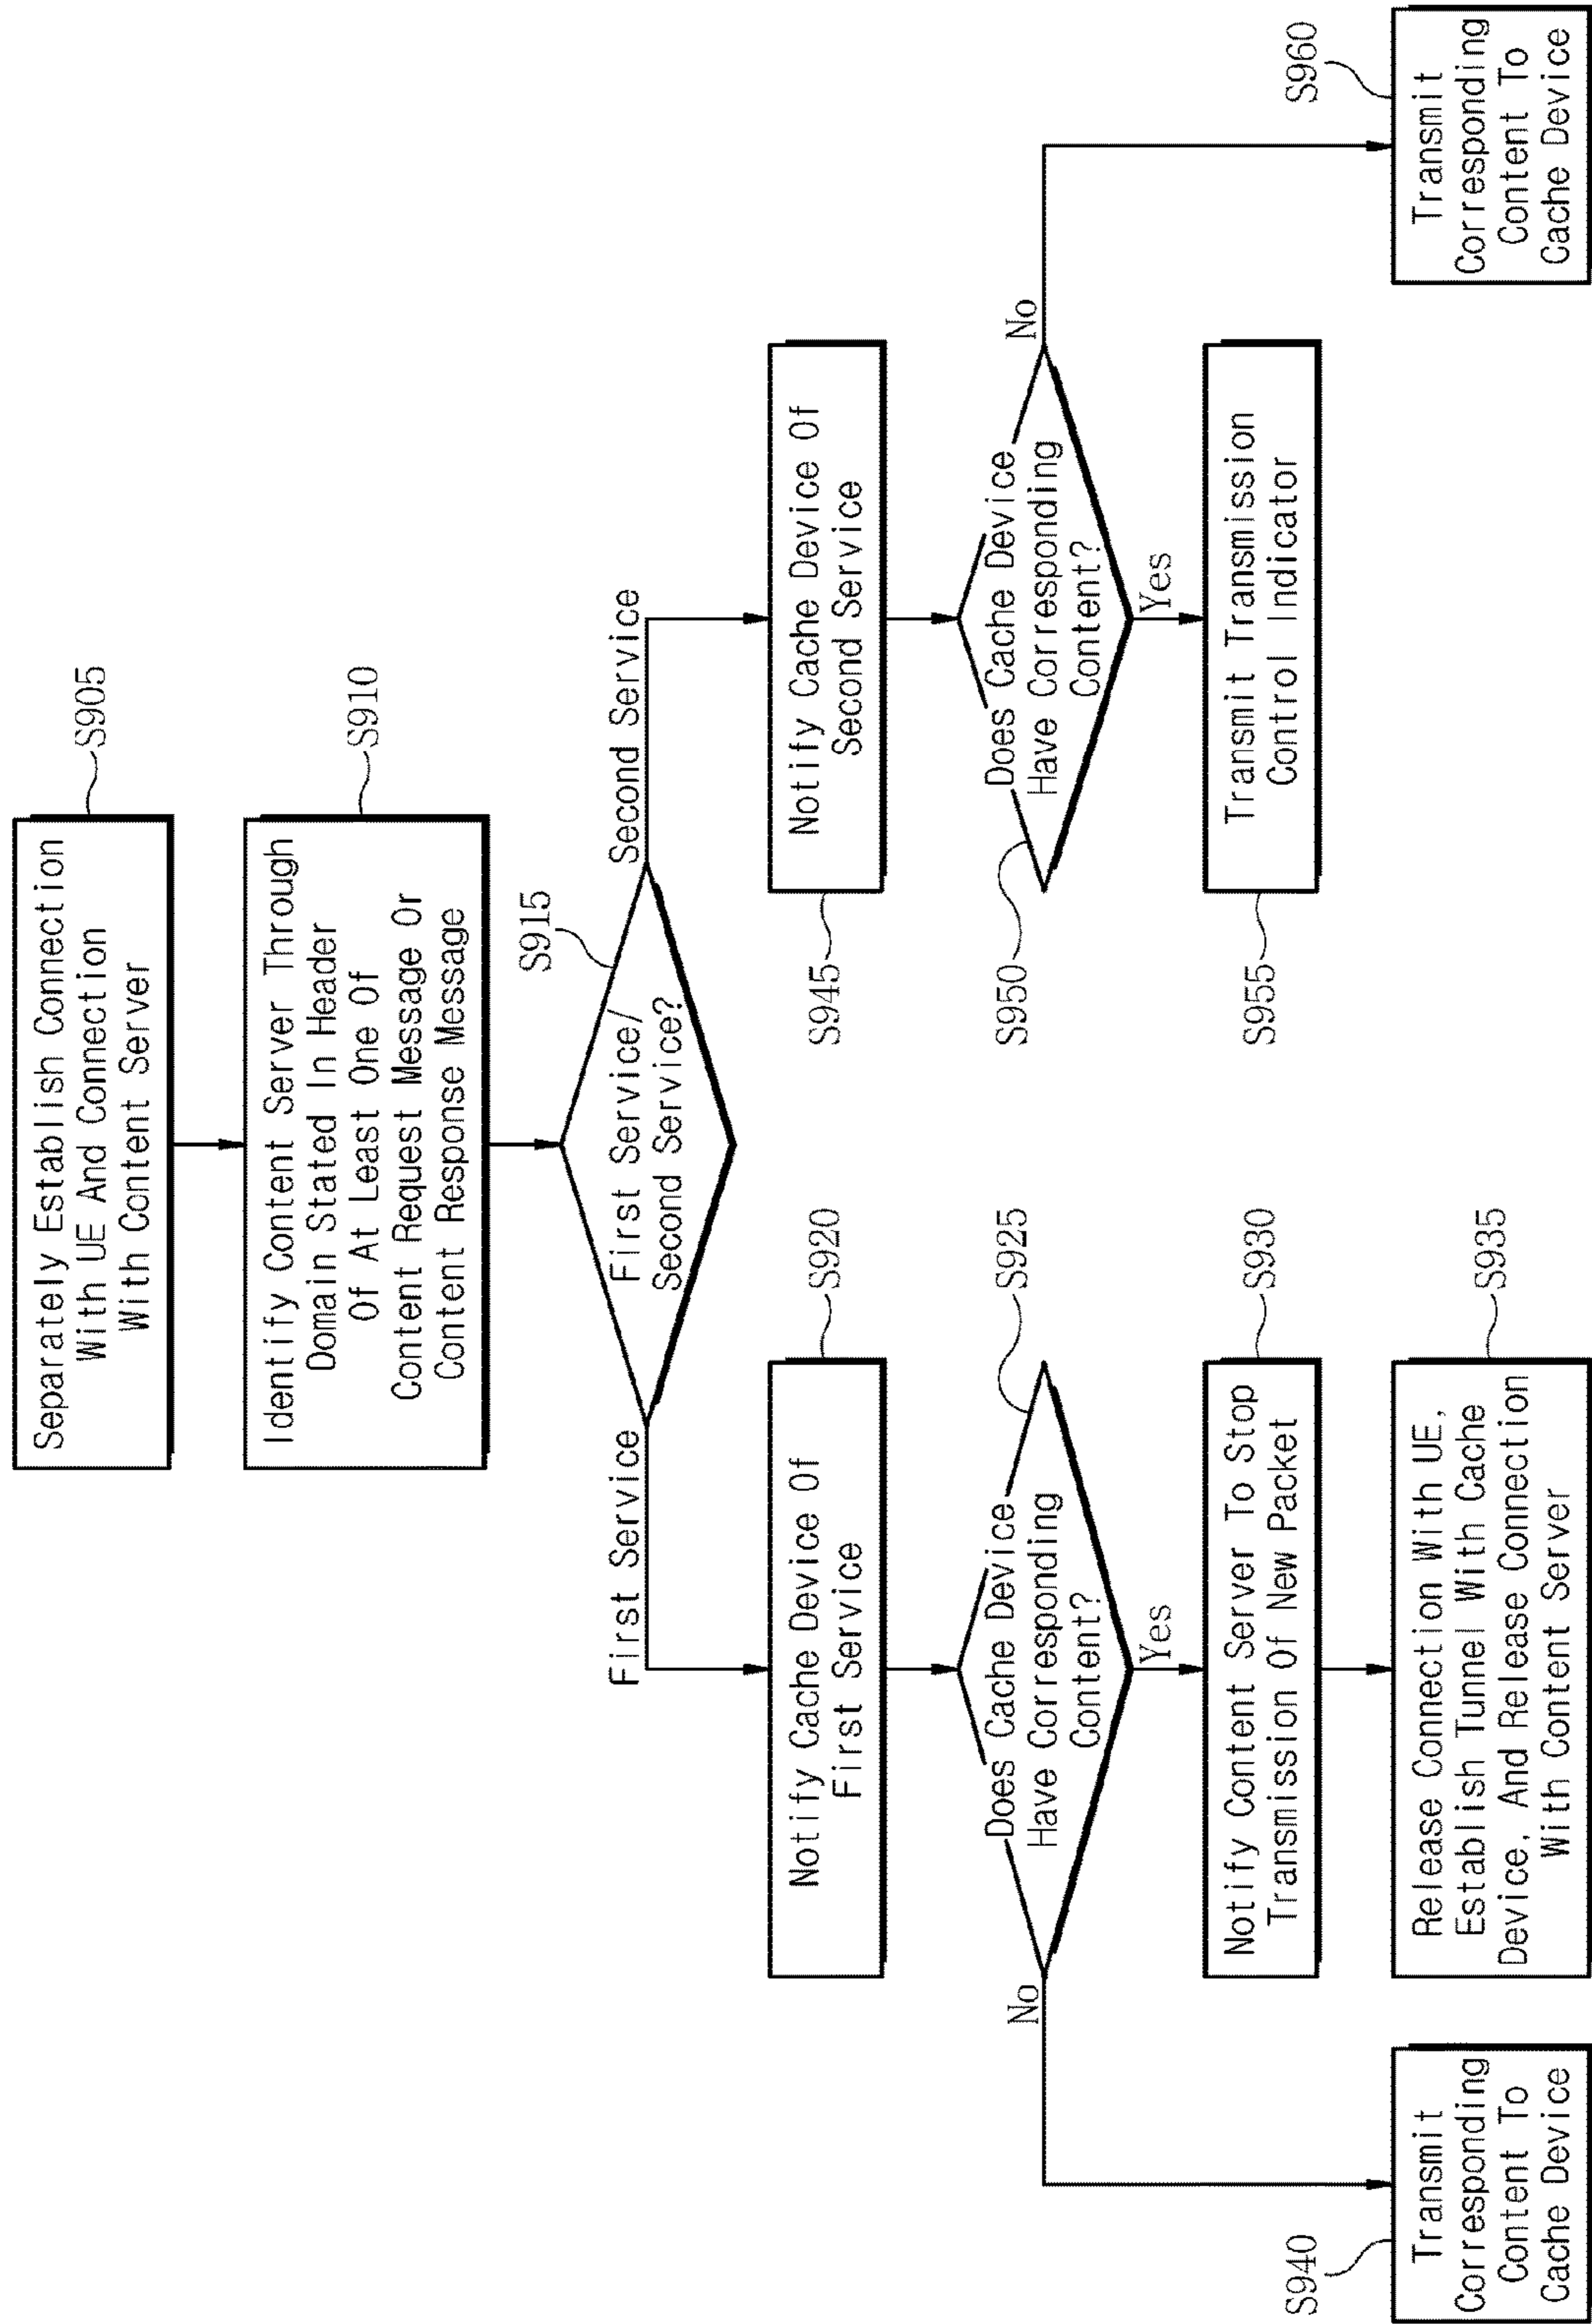 Separately Establish Connection
With UE And Connection
With Content Server
S905
Identify Content Server Through
Domain Stated In Header
Of At Least One Of
Content Request Message Or
Content Response Message
S910
First Service/
Second Service?
S915
First Service
Second Service
Notify Cache Device Of
First Service
S920
Does Cache Device
Have Corresponding
Content?
S925
No
Yes
Notify Content Server To Stop
Transmission Of New Packet
S930
Release Connection With UE,
Establish Tunnel With Cache
Device, And Release Connection
With Content Server
S935
S940
Transmit
Corresponding
Content To
Cache Device
Notify Cache Device Of
Second Service
S945
Does Cache Device
Have Corresponding
Content?
S950
No
Yes
Transmit Transmission
Control Indicator
S955
S960
Transmit
Corresponding
Content To
Cache Device